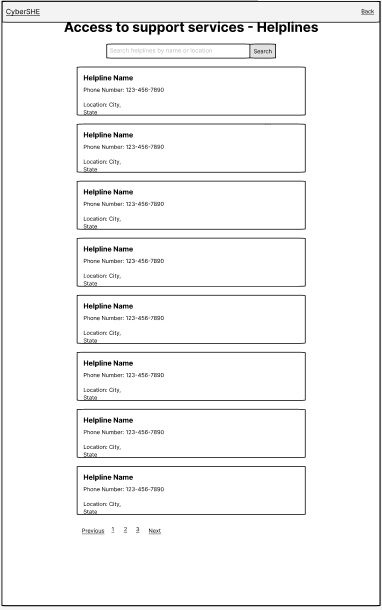 CyberSHE
Back
Access to support services - Helplines
Search helplines by name or location
Search
Helpline Name
Phone Number: 123-456-7890
Location: City,
State
Helpline Name
Phone Number: 123-456-7890
Location: City,
State
Helpline Name
Phone Number: 123-456-7890
Location: City,
State
Helpline Name
Phone Number: 123-456-7890
Location: City,
State
Helpline Name
Phone Number: 123-456-7890
Location: City,
State
Helpline Name
Phone Number: 123-456-7890
Location: City,
State
Helpline Name
Phone Number: 123-456-7890
Location: City,
State
Helpline Name
Phone Number: 123-456-7890
Location: City,
State
Previous 1 2 3 Next